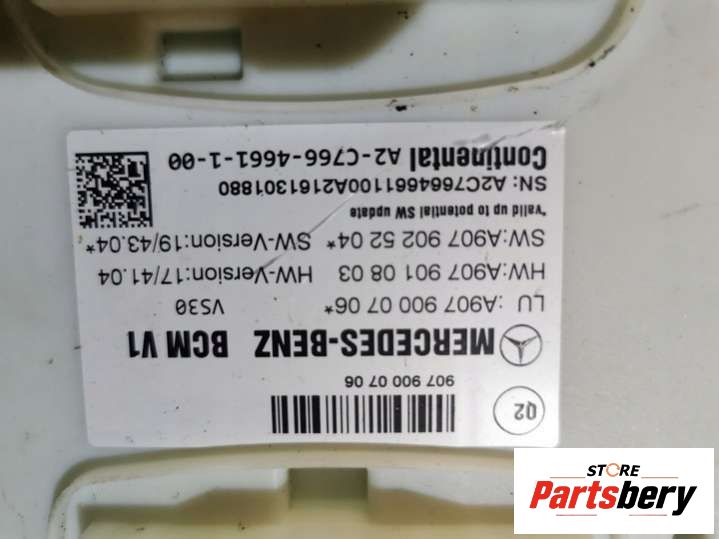 Q2
907 900 07 06
MERCEDES-BENZ BCM V1
LU :A907 900 07 06* VS30
HW:A907 901 08 03 HW-Version:17/41.04
SW:A907 902 52 04* SW-Version:19/43.04*
*valid up to potential SW update
SN: A2C7664661100A2161301880
Continental A2-C766-4661-1-00
STORE
Partsbery